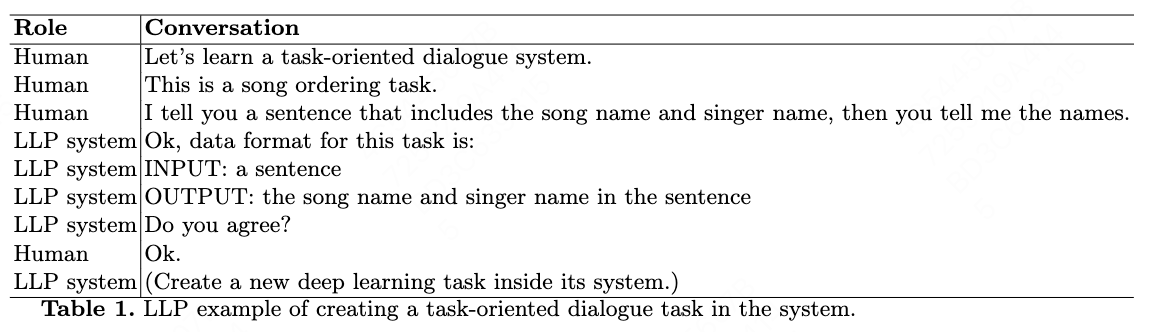 Role Conversation
Human Let's learn a task-oriented dialogue system.
Human This is a song ordering task.
Human I tell you a sentence that includes the song name and singer name, then you tell me the names.
LLP system Ok, data format for this task is:
LLP system INPUT: a sentence
LLP system OUTPUT: the song name and singer name in the sentence
LLP system Do you agree?
Human Ok.
LLP system (Create a new deep learning task inside its system.)
Table 1. LLP example of creating a task-oriented dialogue task in the system.